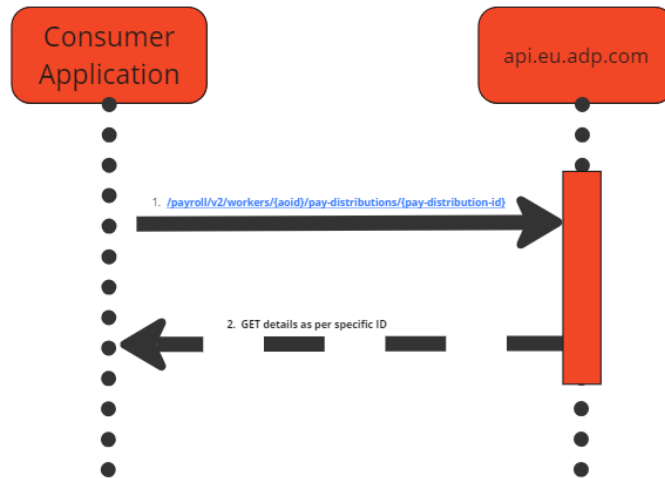 Consumer
Application
api.eu.adp.com
1. /payroll/v2/workers/{aoid}/pay-distributions/{pay-distribution-id}
2. GET details as per specific ID